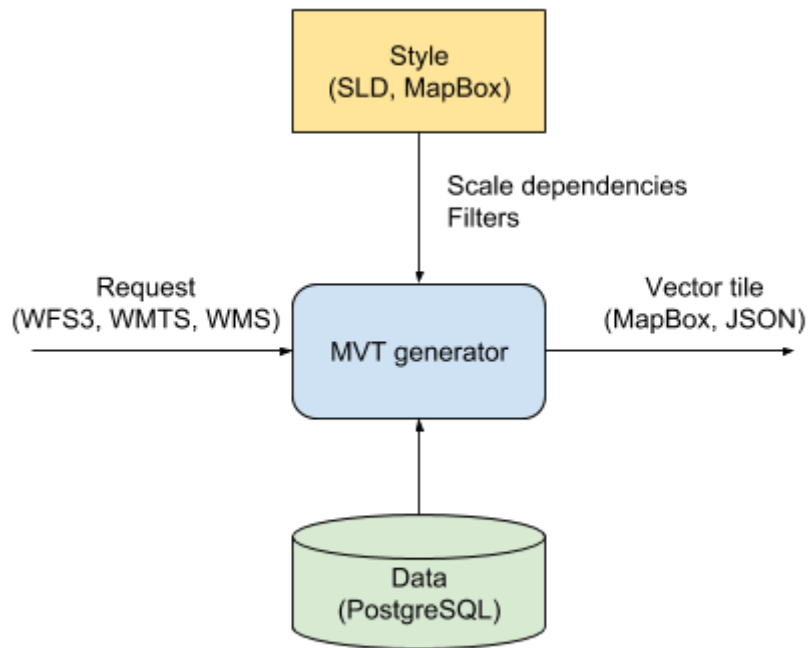 Style
(SLD, MapBox)
Scale dependencies
Filters
Request
(WFS3, WMTS, WMS)
MVT generator
Vector tile
(MapBox, JSON)
Data
(PostgreSQL)